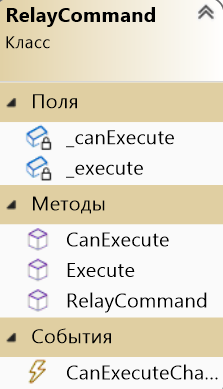 RelayCommand
Класс
Поля
_canExecute
_execute
Методы
CanExecute
Execute
RelayCommand
События
CanExecuteCha...